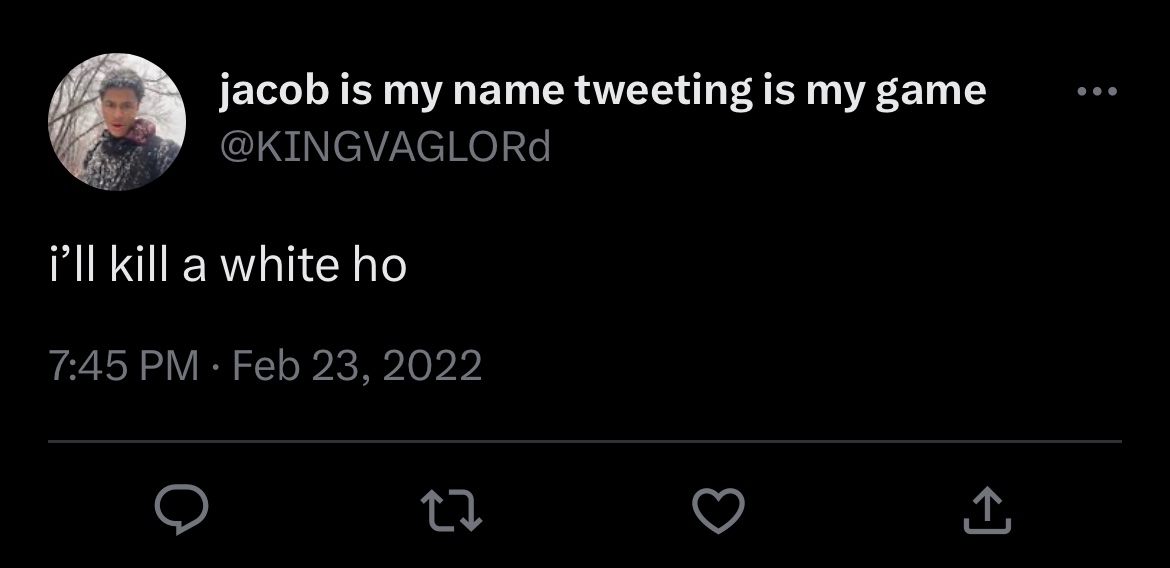 jacob is my name tweeting is my game
@KINGVAGLORd
i’ll kill a white ho
7:45 PM · Feb 23, 2022